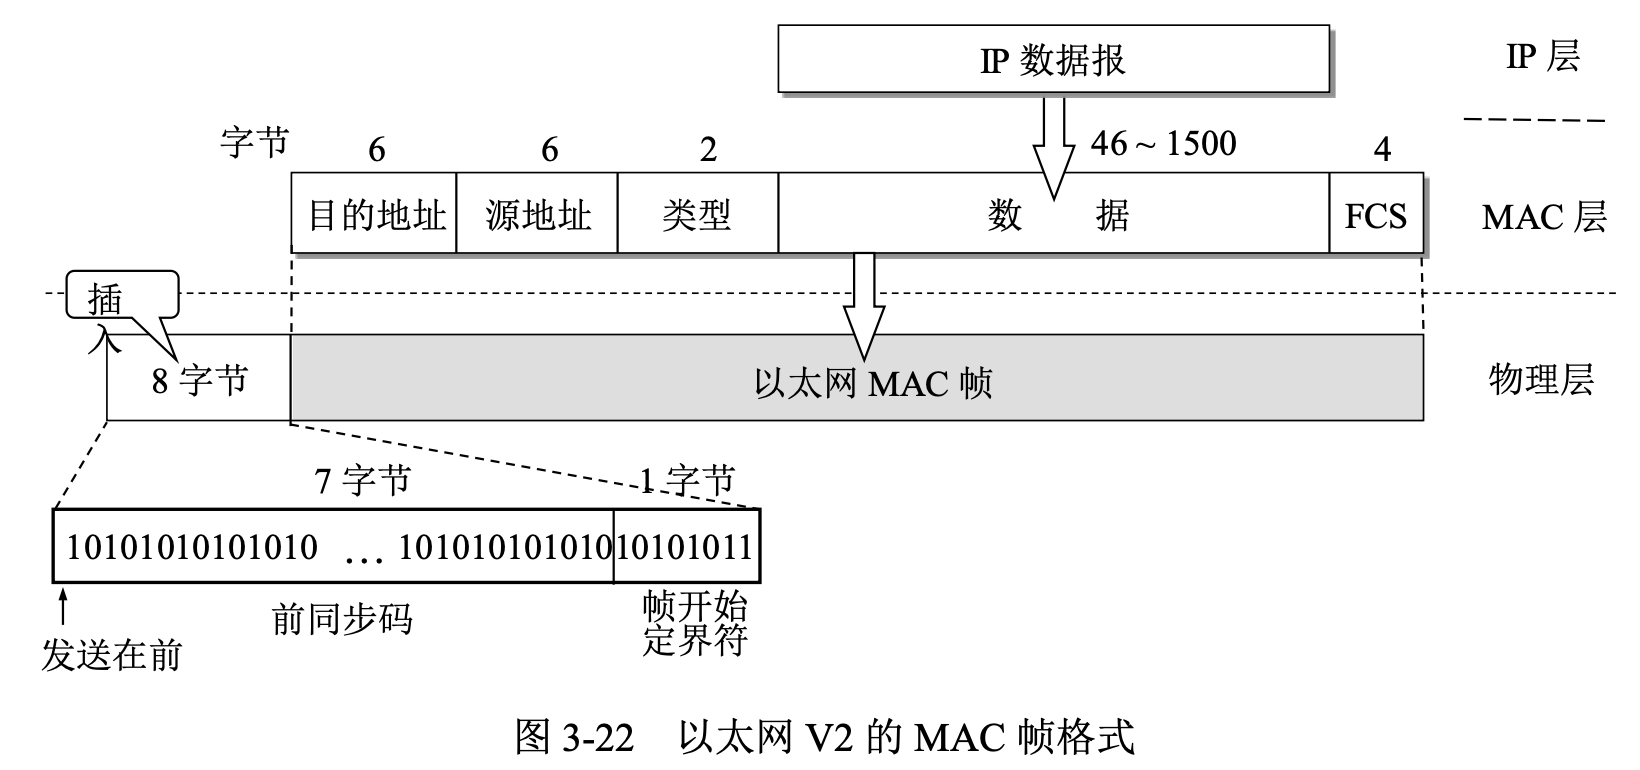 IP 数据报
IP 层
字节
6
6
2
46 ~ 1500
4
目的地址
源地址
类型
数 据
FCS
MAC 层
插
入
8 字节
以太网 MAC 帧
物理层
7 字节
1 字节
10101010101010 … 101010101010
10101011
发送在前
前同步码
帧开始
定界符
图 3-22 以太网 V2 的 MAC 帧格式